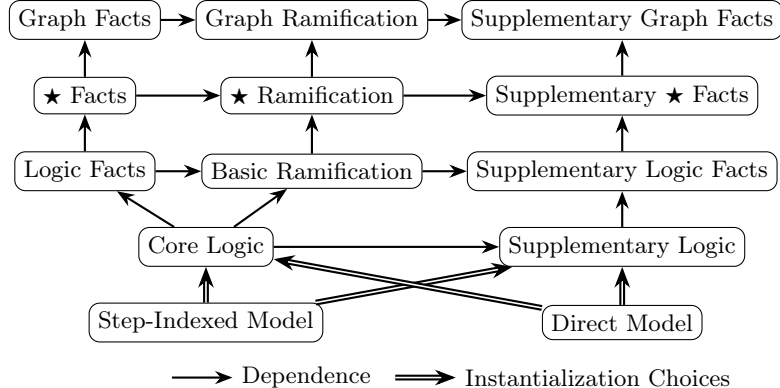 Graph Facts Graph Ramification Supplementary Graph Facts
★ Facts ★ Ramification Supplementary ★ Facts
Logic Facts Basic Ramification Supplementary Logic Facts
Core Logic Supplementary Logic
Step-Indexed Model Direct Model
Dependence Instantialization Choices